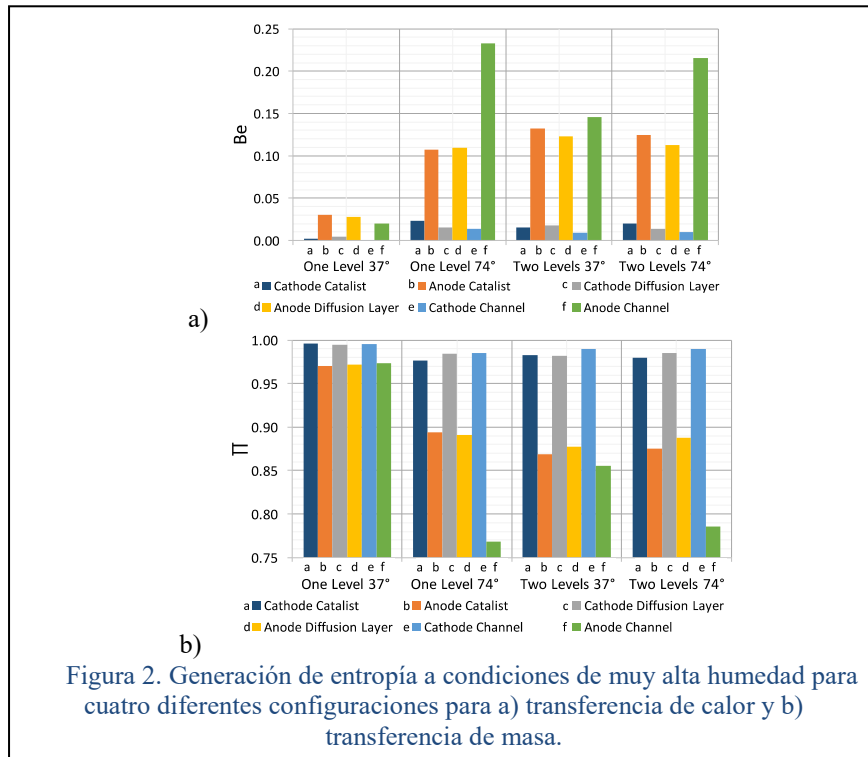 0.25
0.20
0.15
0.10
0.05
0.00
Be
a b c d e f a b c d e f a b c d e f a b c d e f
One Level 37° One Level 74° Two Levels 37° Two Levels 74°
a Cathode Catalist b Anode Catalist c Cathode Diffusion Layer
d Anode Diffusion Layer e Cathode Channel f Anode Channel
a)
1.00
0.95
0.90
0.85
0.80
0.75
∏
a b c d e f a b c d e f a b c d e f a b c d e f
One Level 37° One Level 74° Two Levels 37° Two Levels 74°
a Cathode Catalist b Anode Catalist c Cathode Diffusion Layer
d Anode Diffusion Layer e Cathode Channel f Anode Channel
b)
Figura 2. Generación de entropía a condiciones de muy alta humedad para
cuatro diferentes configuraciones para a) transferencia de calor y b)
transferencia de masa.